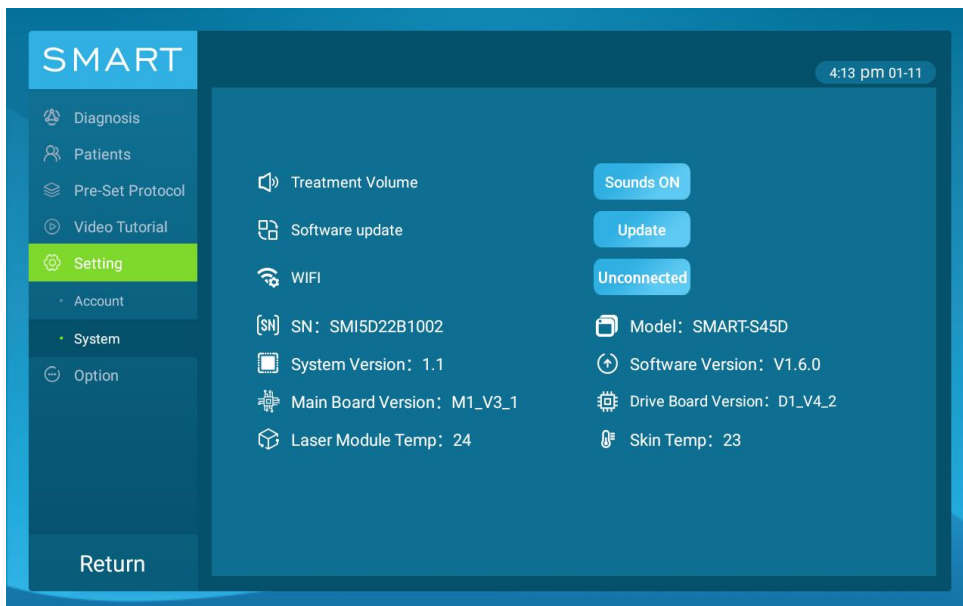 SMART
4:13 pm 01-11
Diagnosis
Patients
Pre-Set Protocol
Video Tutorial
Setting
Account
System
Option
Return
Treatment Volume
Sounds ON
Software update
Update
WIFI
Unconnected
[SN] SN：SMI5D22B1002
Model：SMART-S45D
System Version：1.1
Software Version：V1.6.0
Main Board Version：M1_V3_1
Drive Board Version：D1_V4_2
Laser Module Temp：24
Skin Temp：23